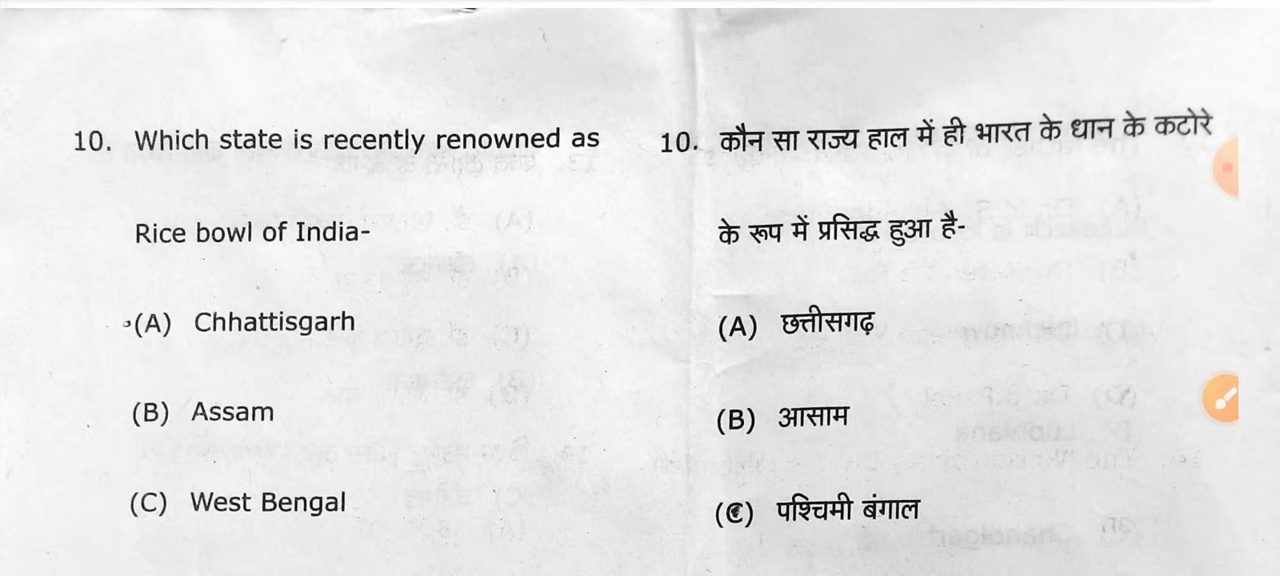 10. Which state is recently renowned as
Rice bowl of India-
(A) Chhattisgarh
(B) Assam
(C) West Bengal
10. कौन सा राज्य हाल में ही भारत के धान के कटोरे
के रूप में प्रसिद्ध हुआ है-
(A) छत्तीसगढ़
(B) आसाम
(C) पश्चिमी बंगाल